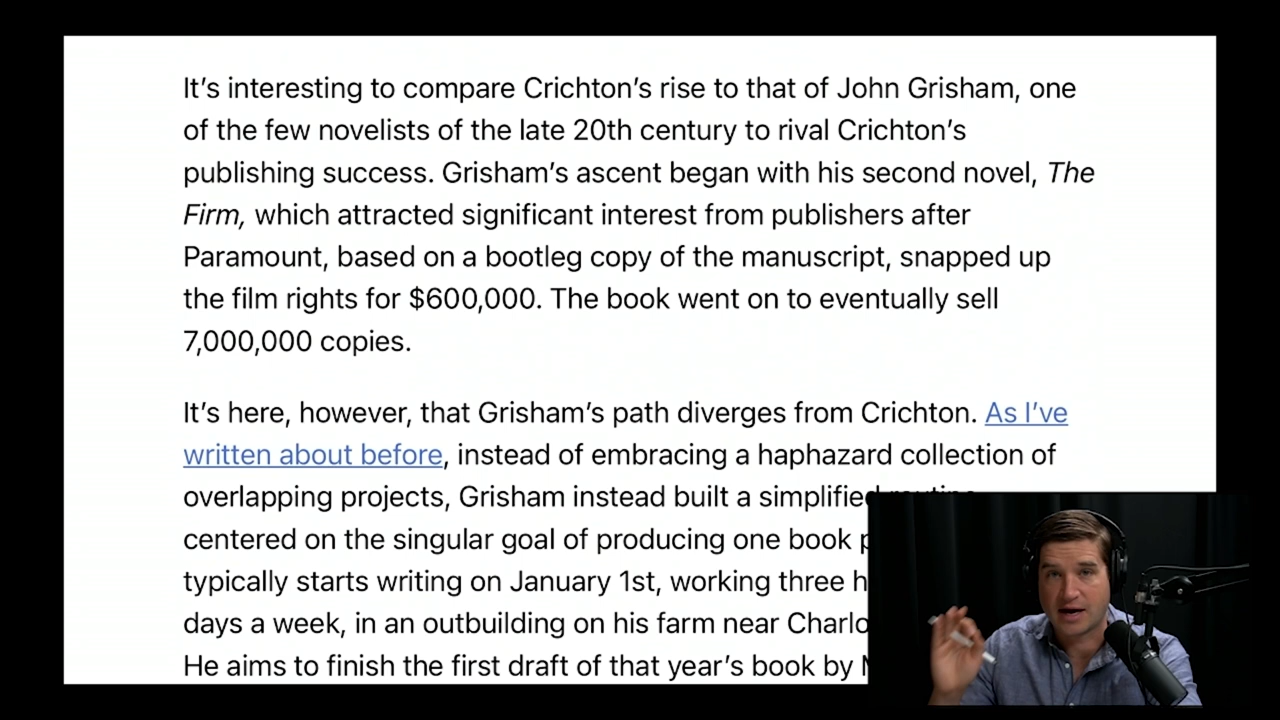 It’s interesting to compare Crichton’s rise to that of John Grisham, one
of the few novelists of the late 20th century to rival Crichton’s
publishing success. Grisham’s ascent began with his second novel, The
Firm, which attracted significant interest from publishers after
Paramount, based on a bootleg copy of the manuscript, snapped up
the film rights for $600,000. The book went on to eventually sell
7,000,000 copies.
It’s here, however, that Grisham’s path diverges from Crichton. As I’ve
written about before, instead of embracing a haphazard collection of
overlapping projects, Grisham instead built a simplified
centered on the singular goal of producing one book
typically starts writing on January 1st, working three
days a week, in an outbuilding on his farm near
He aims to finish the first draft of that year’s book by